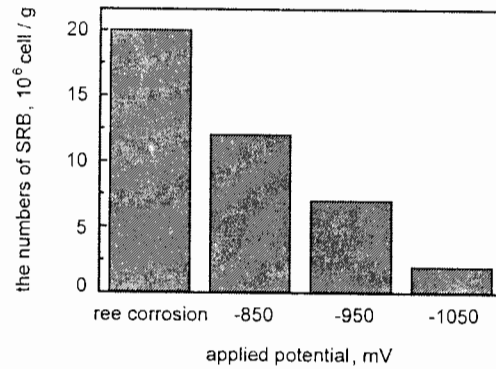 the numbers of SRB, 10⁶ cell / g
20
15
10
5
0
ree corrosion -850 -950 -1050
applied potential, mV